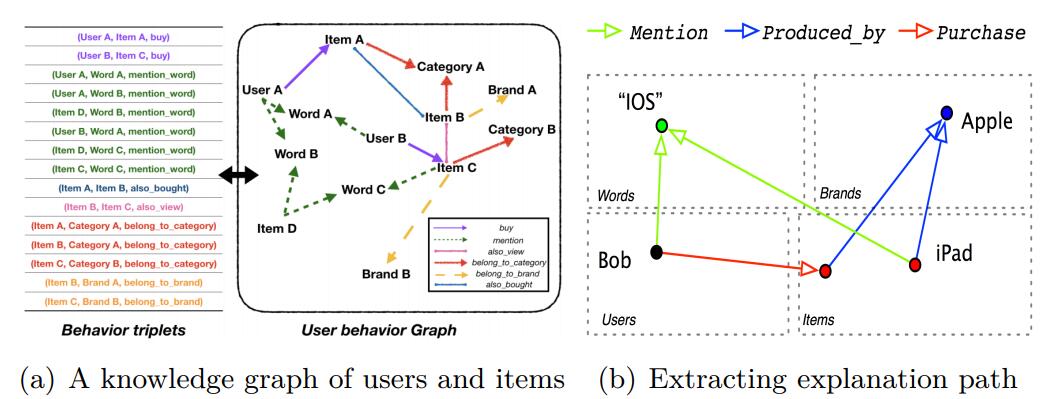 (User A, Item A, buy)
(User B, Item C, buy)
(User A, Word A, mention_word)
(User A, Word B, mention_word)
(Item D, Word B, mention_word)
(User B, Word A, mention_word)
(Item D, Word C, mention_word)
(Item C, Word C, mention_word)
(Item A, Item B, also_bought)
(Item B, Item C, also_view)
(Item A, Category A, belong_to_category)
(Item B, Category A, belong_to_category)
(Item C, Category B, belong_to_category)
(Item B, Brand A, belong_to_brand)
(Item C, Brand B, belong_to_brand)
Behavior triplets
Item A
Category A
User A
Brand A
Word A
Item B
Category B
User B
Word B
Item C
Word C
Item D
Brand B
buy
mention
also_view
belong_to_category
belong_to_brand
also_bought
User behavior Graph
(a) A knowledge graph of users and items
Mention
Produced_by
Purchase
“IOS”
Apple
Words
Brands
Bob
iPad
Users
Items
(b) Extracting explanation path